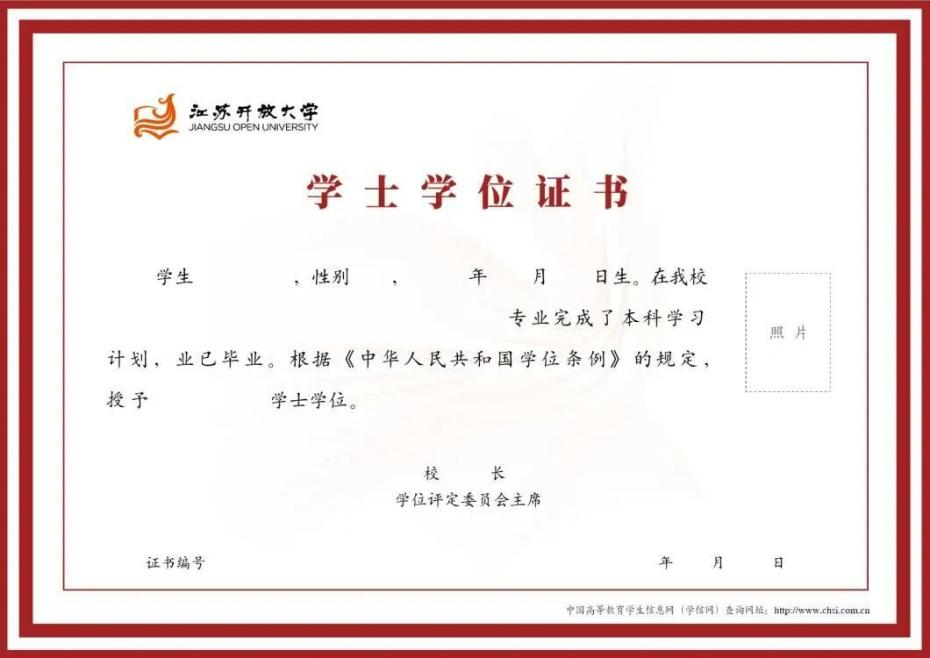 江苏开放大学
JIANGSU OPEN UNIVERSITY
学士学位证书
学生 ，性别 ， 年 月 日生。在我校
专业完成了本科学习
计划，业已毕业。根据《中华人民共和国学位条例》的规定，
授予 学士学位。
照片
校 长
学位评定委员会主席
证书编号 年 月 日
中国高等教育学生信息网（学信网）查询网址：http://www.chsi.com.cn